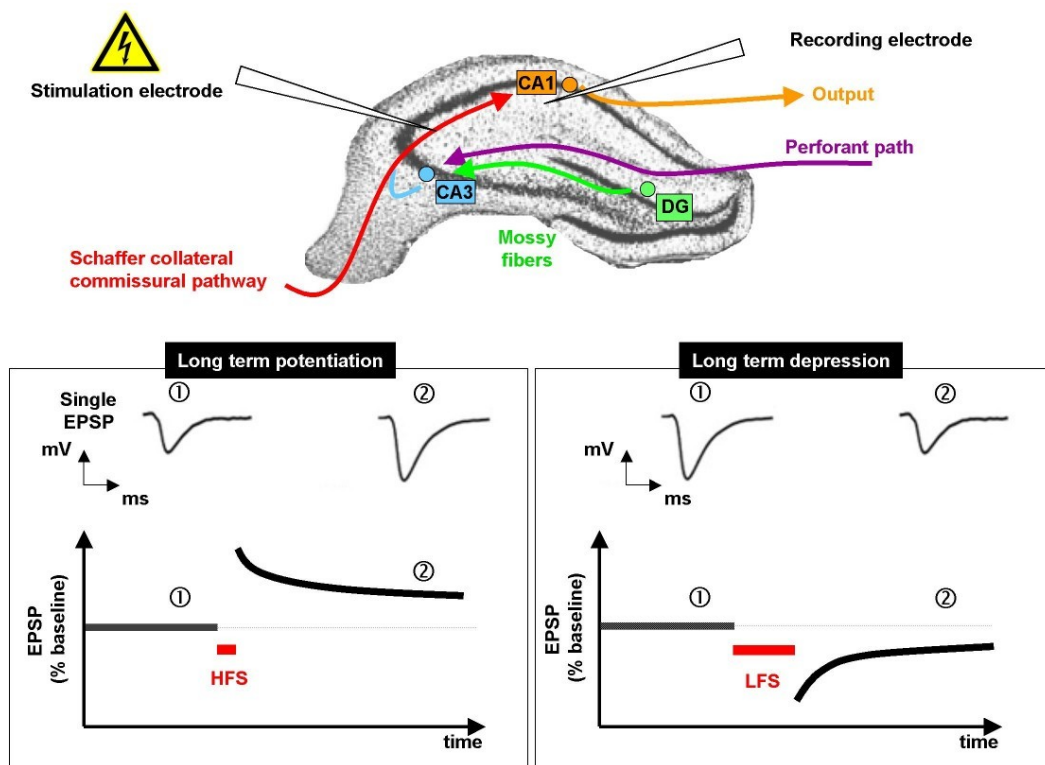 Recording electrode
Stimulation electrode
CA1
Output
Perforant path
CA3
DG
Mossy
fibers
Schaffer collateral
commissural pathway
Long term potentiation
Single
EPSP
①
②
mV
ms
EPSP
(% baseline)
①
②
HFS
time
Long term depression
①
②
mV
ms
EPSP
(% baseline)
①
②
LFS
time